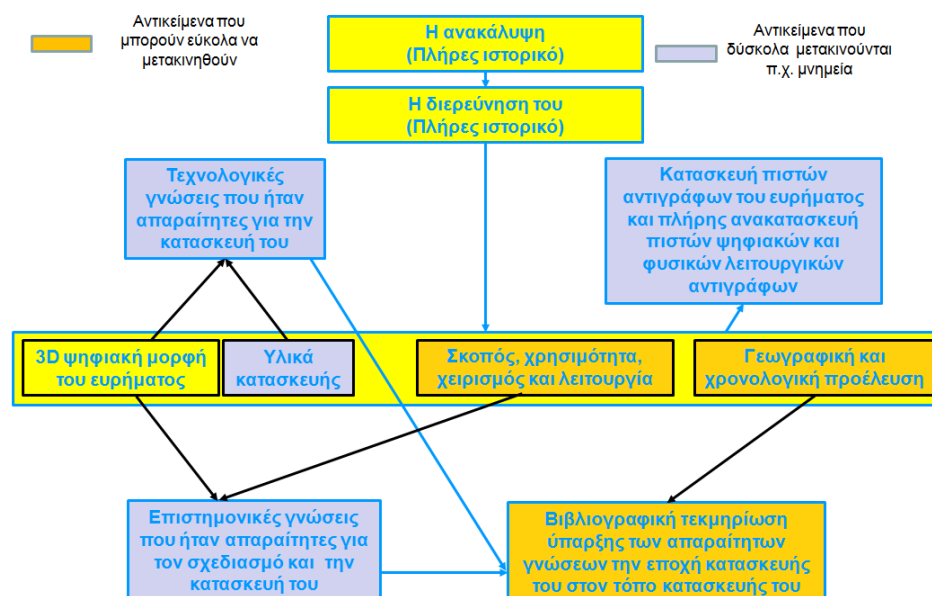 Αντικείμενα που
μπορούν εύκολα να
μετακινηθούν
Η ανακάλυψη
(Πλήρες ιστορικό)
Αντικείμενα που
δύσκολα μετακινούνται
π.χ. μνημεία
Η διερεύνηση του
(Πλήρες ιστορικό)
Τεχνολογικές
γνώσεις που ήταν
απαραίτητες για την
κατασκευή του
Κατασκευή πιστών
αντιγράφων του ευρήματος
και πλήρης ανακατασκευή
πιστών ψηφιακών και
φυσικών λειτουργικών
αντιγράφων
3D ψηφιακή μορφή
του ευρήματος
Υλικά
κατασκευής
Σκοπός, χρησιμότητα,
χειρισμός και λειτουργία
Γεωγραφική και
χρονολογική προέλευση
Επιστημονικές γνώσεις
που ήταν απαραίτητες για
τον σχεδιασμό και την
κατασκευή του
Βιβλιογραφική τεκμηρίωση
ύπαρξης των απαραίτητων
γνώσεων την εποχή κατασκευής
του στον τόπο κατασκευής του